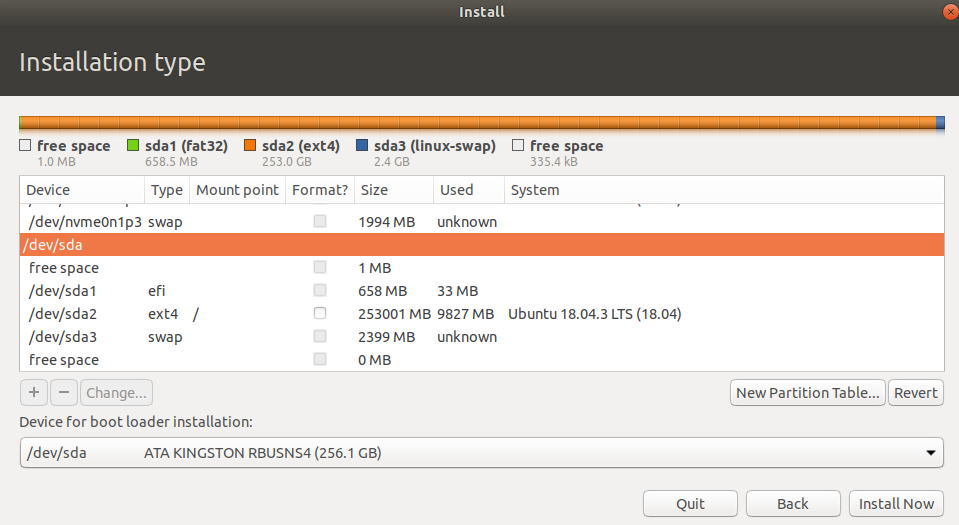 Install
Installation type
free space sda1 (fat32) sda2 (ext4) sda3 (linux-swap) free space
1.0 MB 658.5 MB 253.0 GB 2.4 GB 335.4 kB
Device Type Mount point Format? Size Used System
/dev/nvme0n1p3 swap 1994 MB unknown
/dev/sda
free space 1 MB
/dev/sda1 efi 658 MB 33 MB
/dev/sda2 ext4 / 253001 MB 9827 MB Ubuntu 18.04.3 LTS (18.04)
/dev/sda3 swap 2399 MB unknown
free space 0 MB
+ − Change... New Partition Table... Revert
Device for boot loader installation:
/dev/sda ATA KINGSTON RBUSNS4 (256.1 GB)
Quit Back Install Now